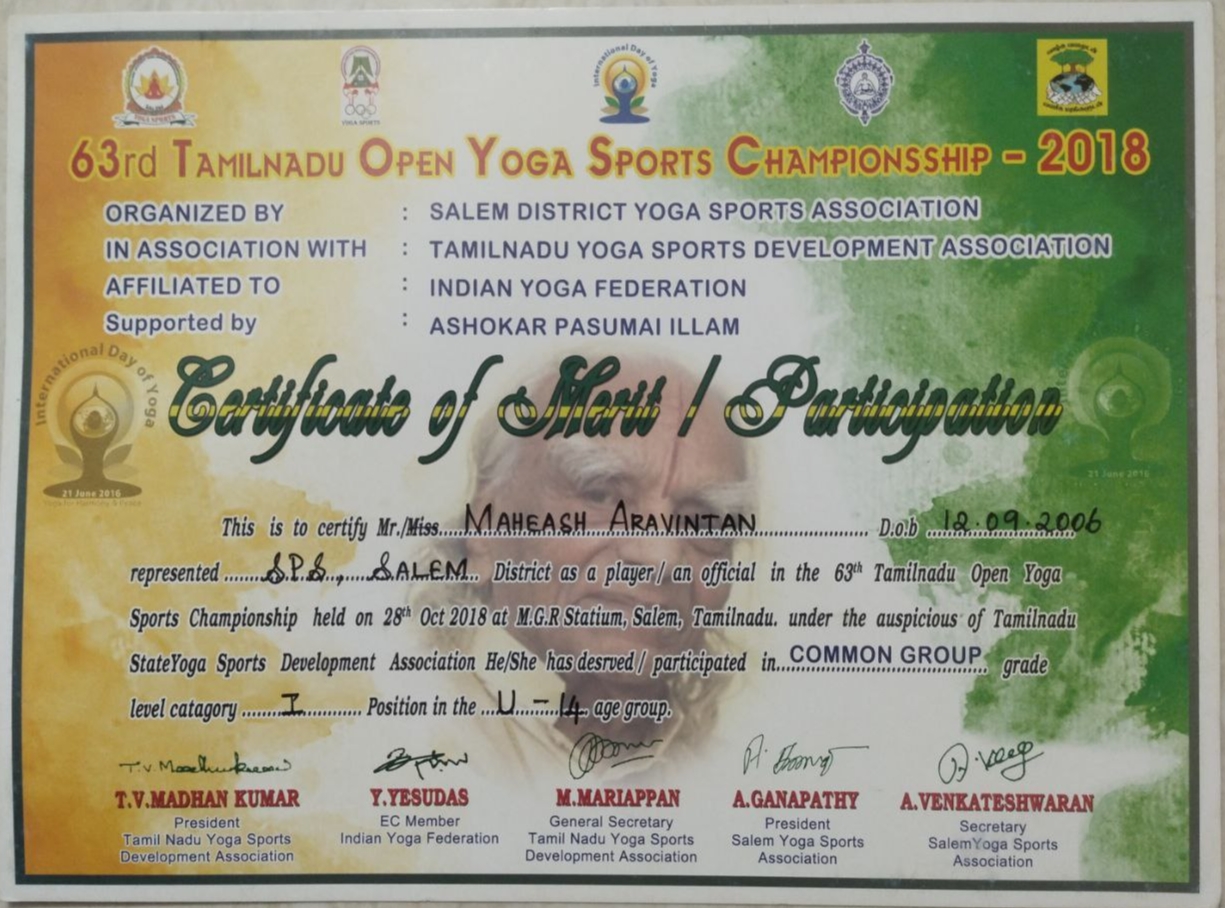 YOGA SPORTS
YOGA SPORTS
International Day of Yoga
63rd TAMILNADU OPEN YOGA SPORTS CHAMPIONSSHIP - 2018
ORGANIZED BY : SALEM DISTRICT YOGA SPORTS ASSOCIATION
IN ASSOCIATION WITH : TAMILNADU YOGA SPORTS DEVELOPMENT ASSOCIATION
AFFILIATED TO : INDIAN YOGA FEDERATION
Supported by : ASHOKAR PASUMAI ILLAM
International Day of Yoga
Certificate of Merit / Participation
21 June 2016
Yoga for Harmony & Peace
21 June 2016
This is to certify Mr./Miss.... MAHEASH ARAVINTAN ........ D.o.b ...12.09.2006
represented ....... S.P.S, ..... SALEM.. District as a player/ an official in the 63th Tamilnadu Open Yoga
Sports Championship held on 28th Oct 2018 at M.G.R Statium, Salem, Tamilnadu. under the auspicious of Tamilnadu
StateYoga Sports Development Association He/She has desrved / participated in... COMMON GROUP.. grade
level catagory ......... I ............ Position in the ...U.. - ..14. age group.
T.V. Madhukumar
T.V.MADHAN KUMAR Y.YESUDAS M.MARIAPPAN A.GANAPATHY A.VENKATESHWARAN
President EC Member General Secretary President Secretary
Tamil Nadu Yoga Sports Indian Yoga Federation Tamil Nadu Yoga Sports Salem Yoga Sports SalemYoga Sports
Development Association Development Association Association Association